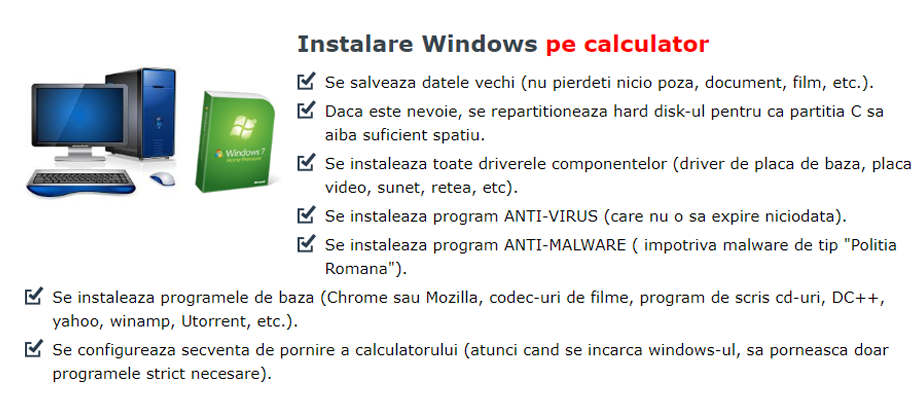 Instalare Windows pe calculator
Se salveaza datele vechi (nu pierdeti nicio poza, document, film, etc.).
Daca este nevoie, se repartitioneaza hard disk-ul pentru ca partitia C sa
aiba suficient spatiu.
Se instaleaza toate driverele componentelor (driver de placa de baza, placa
video, sunet, retea, etc).
Se instaleaza program ANTI-VIRUS (care nu o sa expire niciodata).
Se instaleaza program ANTI-MALWARE ( impotriva malware de tip "Politia
Romana").
Se instaleaza programele de baza (Chrome sau Mozilla, codec-uri de filme, program de scris cd-uri, DC++,
yahoo, winamp, Utorrent, etc.).
Se configureaza secventa de pornire a calculatorului (atunci cand se incarca windows-ul, sa porneasca doar
programele strict necesare).
Windows 7
Home Premium